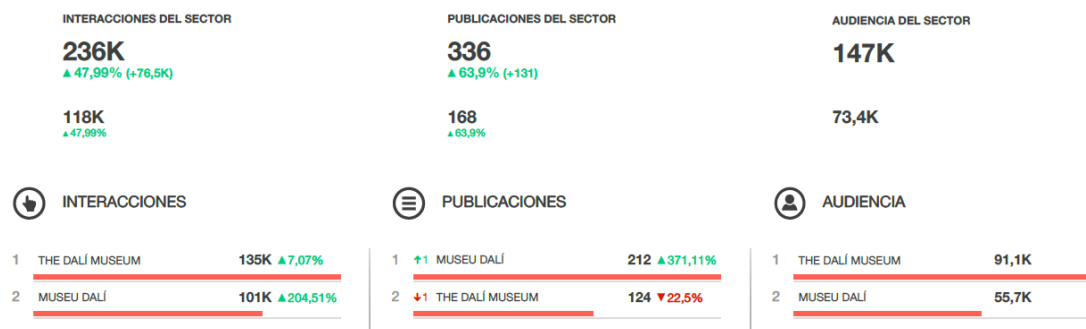 INTERACCIONES DEL SECTOR
236K
▲ 47,99% (+76,5K)
118K
▲47,99%
PUBLICACIONES DEL SECTOR
336
▲ 63,9% (+131)
168
▲63,9%
AUDIENCIA DEL SECTOR
147K
73,4K
INTERACCIONES
1 THE DALÍ MUSEUM 135K ▲7,07%
2 MUSEU DALÍ 101K ▲204,51%
PUBLICACIONES
1 ↑1 MUSEU DALÍ 212 ▲371,11%
2 ↓1 THE DALÍ MUSEUM 124 ▼22,5%
AUDIENCIA
1 THE DALÍ MUSEUM 91,1K
2 MUSEU DALÍ 55,7K